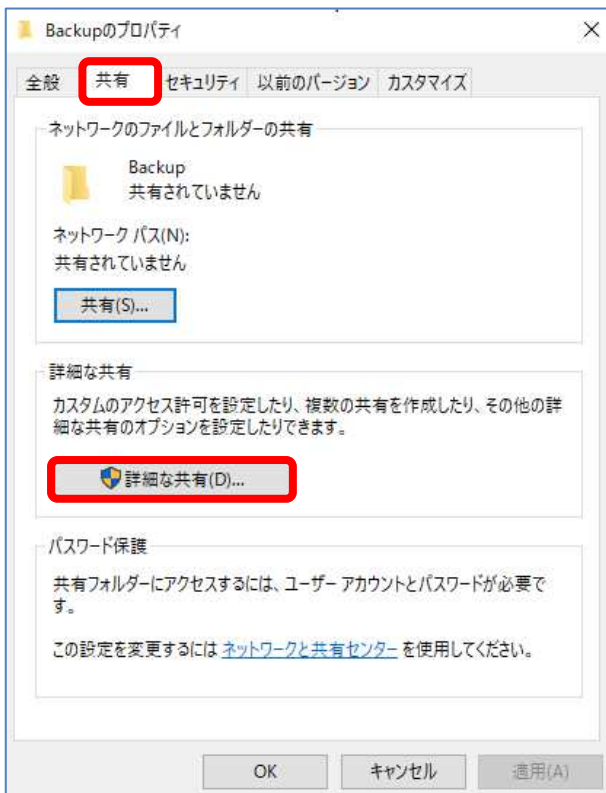 Backupのプロパティ
全般 共有 セキュリティ 以前のバージョン カスタマイズ
ネットワークのファイルとフォルダーの共有
Backup
共有されていません
ネットワーク パス(N):
共有されていません
共有(S)...
詳細な共有
カスタムのアクセス許可を設定したり、複数の共有を作成したり、その他の詳
細な共有のオプションを設定したりできます。
詳細な共有(D)...
パスワード保護
共有フォルダーにアクセスするには、ユーザー アカウントとパスワードが必要で
す。
この設定を変更するには ネットワークと共有センター を使用してください。
OK キャンセル 適用(A)